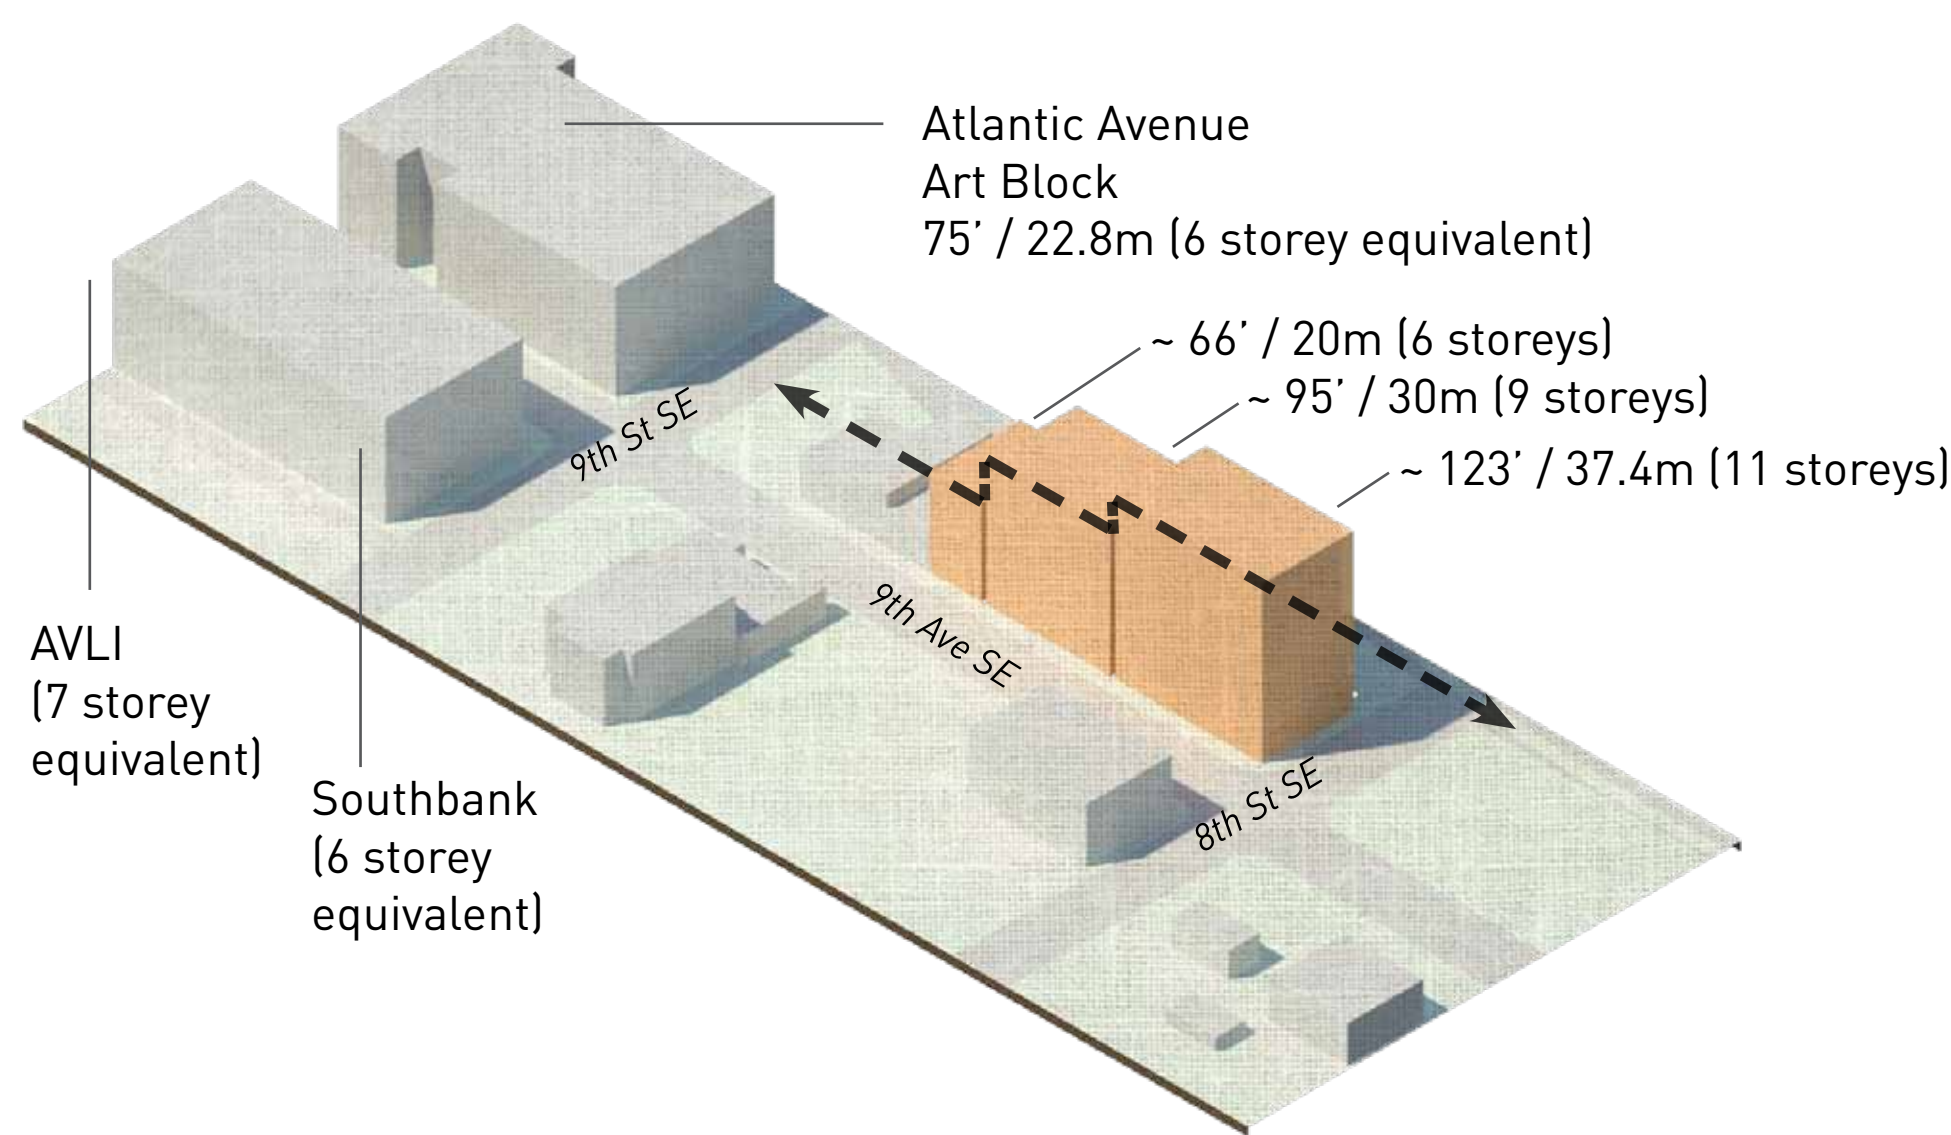 Atlantic Avenue
Art Block
75’ / 22.8m (6 storey equivalent)
~ 66’ / 20m (6 storeys)
~ 95’ / 30m (9 storeys)
~ 123’ / 37.4m (11 storeys)
9th St SE
9th Ave SE
8th St SE
AVLI
(7 storey
equivalent)
Southbank
(6 storey
equivalent)